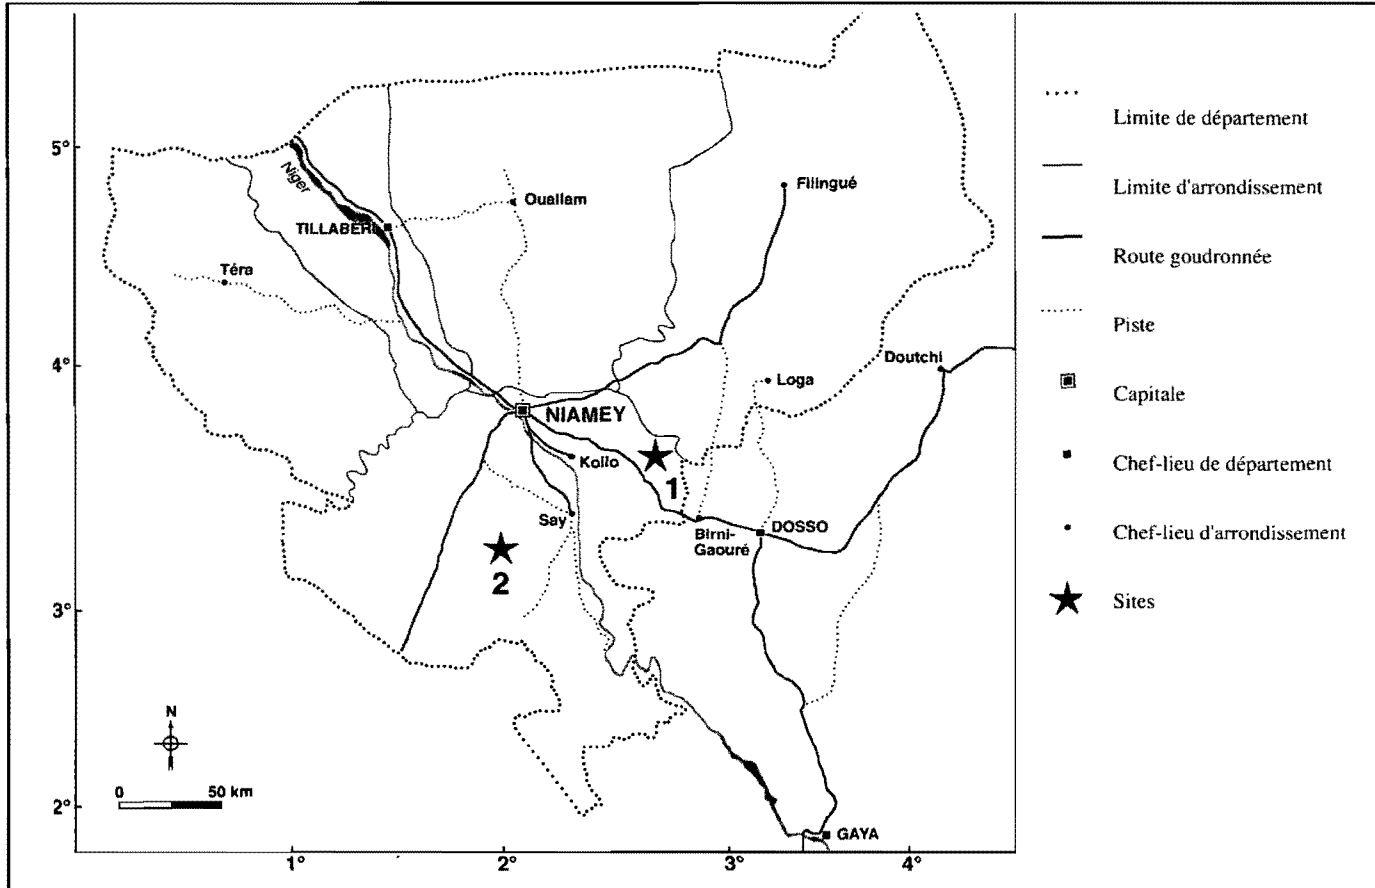 5°
4°
3°
2°
1°
2°
3°
4°
Niger
TILLABERI
Ouallam
Filingué
Téra
Doutchi
Loga
NIAMEY
Kollo
1
Say
Birni-
Gaouré
DOSSO
2
N
0 50 km
GAYA
Limite de département
Limite d'arrondissement
Route goudronnée
Piste
Capitale
Chef-lieu de département
Chef-lieu d'arrondissement
Sites